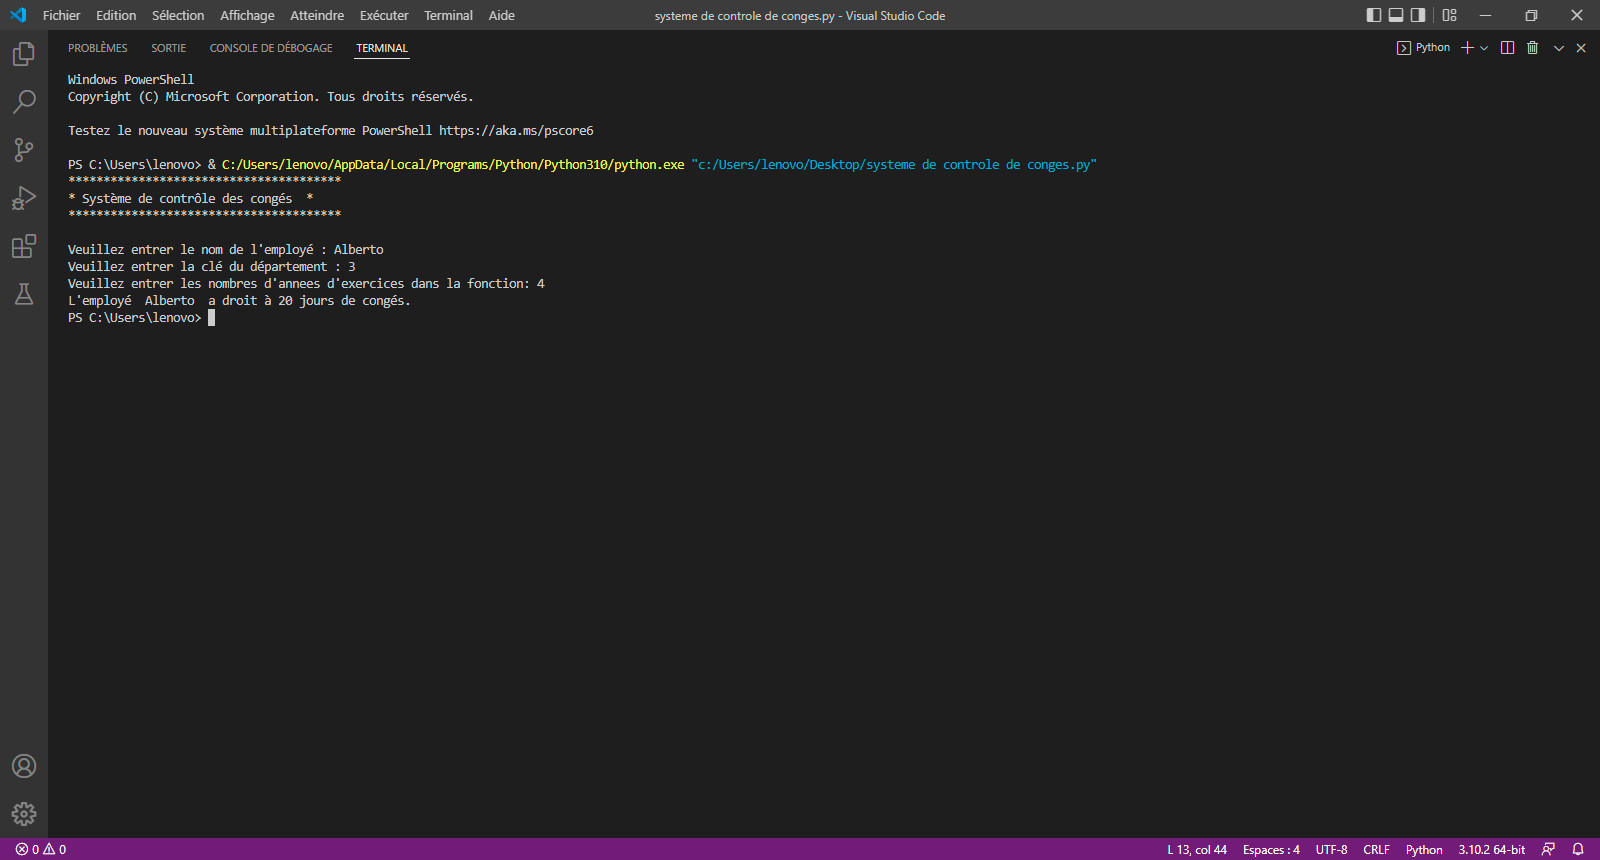 Fichier Edition Sélection Affichage Atteindre Exécuter Terminal Aide systeme de controle de conges.py - Visual Studio Code
PROBLÈMES SORTIE CONSOLE DE DÉBOGAGE TERMINAL Python
Windows PowerShell
Copyright (C) Microsoft Corporation. Tous droits réservés.
Testez le nouveau système multiplateforme PowerShell https://aka.ms/pscore6
PS C:\Users\lenovo> & C:/Users/lenovo/AppData/Local/Programs/Python/Python310/python.exe "c:/Users/lenovo/Desktop/systeme de controle de conges.py"
***************************************
* Système de contrôle des congés  *
***************************************
Veuillez entrer le nom de l'employé : Alberto
Veuillez entrer la clé du département : 3
Veuillez entrer les nombres d'annees d'exercices dans la fonction: 4
L'employé  Alberto  a droit à 20 jours de congés.
PS C:\Users\lenovo>
0 0 L 13, col 44 Espaces : 4 UTF-8 CRLF Python 3.10.2 64-bit